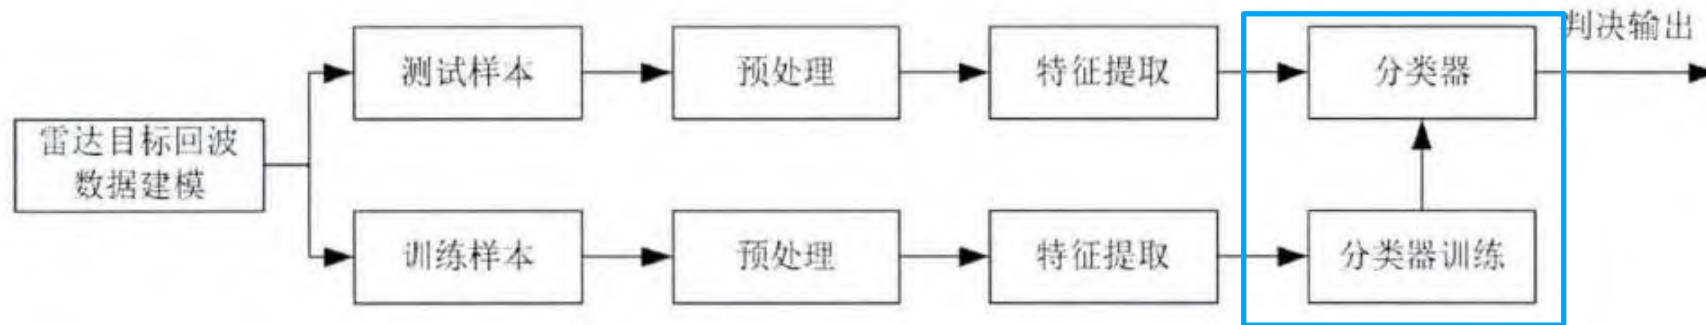 判决输出
测试样本
预处理
特征提取
分类器
雷达目标回波
数据建模
训练样本
预处理
特征提取
分类器训练